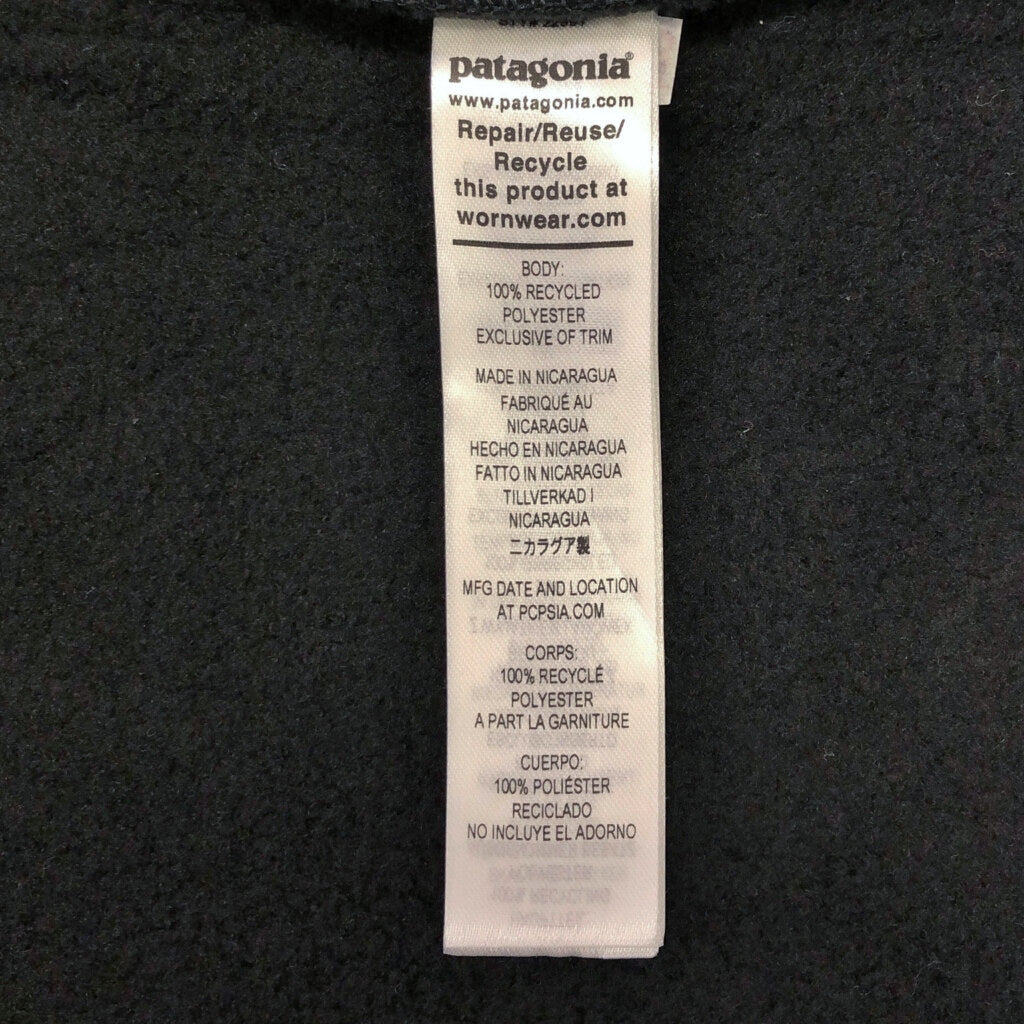 patagonia®
www.patagonia.com
Repair/Reuse/
Recycle
this product at
wornwear.com
BODY:
100% RECYCLED
POLYESTER
EXCLUSIVE OF TRIM
MADE IN NICARAGUA
FABRIQUÉ AU
NICARAGUA
HECHO EN NICARAGUA
FATTO IN NICARAGUA
TILLVERKAD I
NICARAGUA
ニカラグア製
MFG DATE AND LOCATION
AT PCPSIA.COM
CORPS:
100% RECYCLÉ
POLYESTER
A PART LA GARNITURE
CUERPO:
100% POLIÉSTER
RECICLADO
NO INCLUYE EL ADORNO